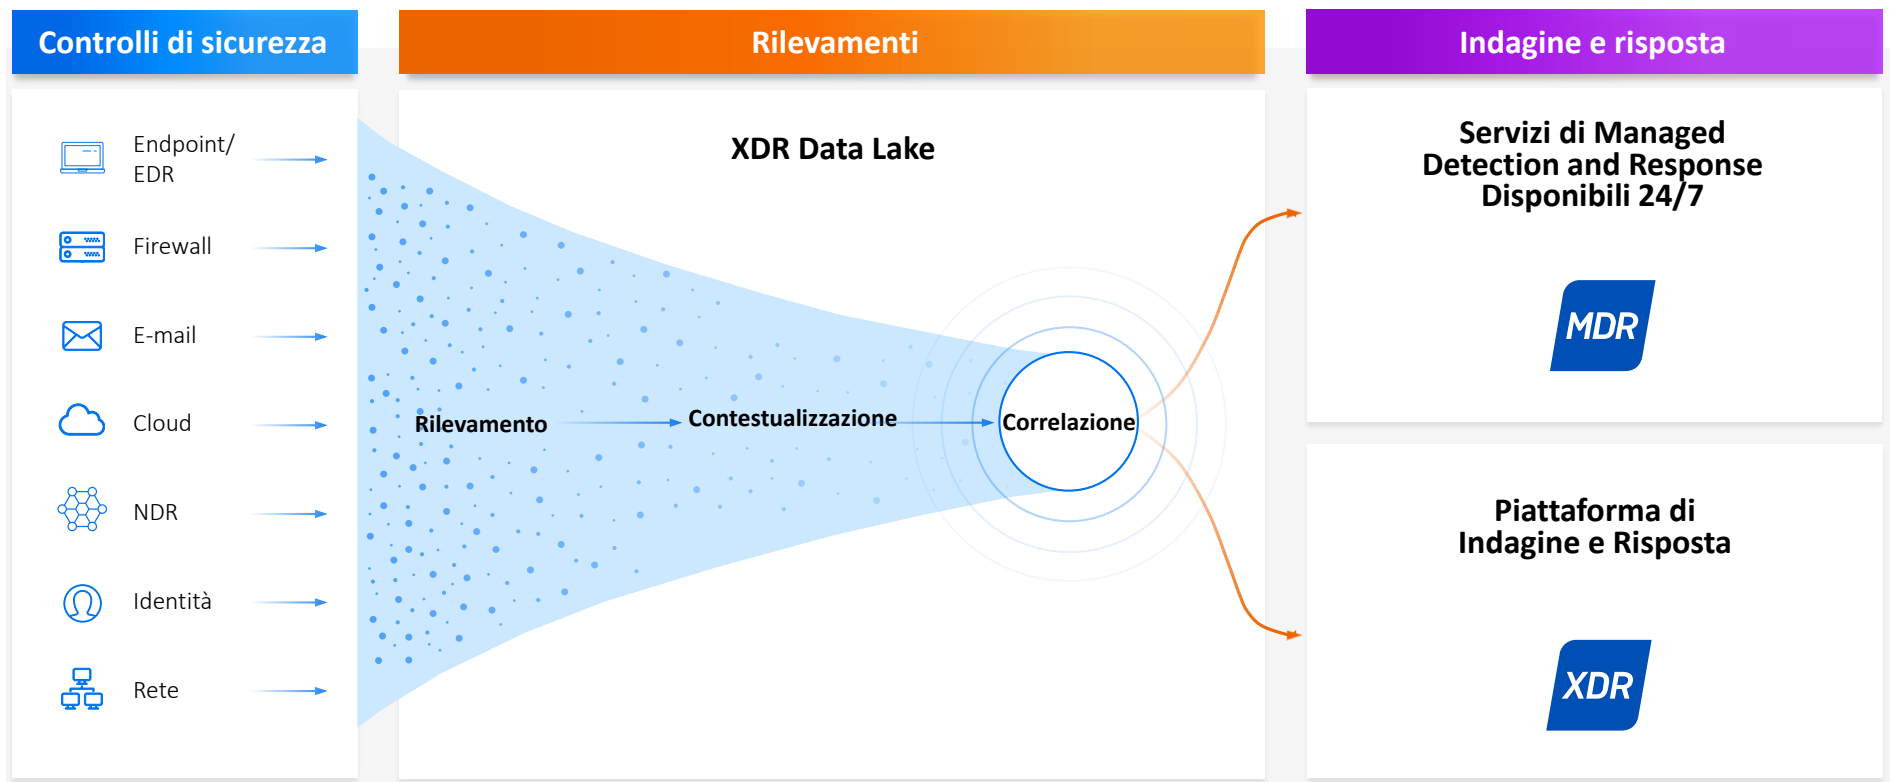 Controlli di sicurezza
Endpoint/
EDR
Firewall
E-mail
Cloud
NDR
Identità
Rete
Rilevamenti
XDR Data Lake
Rilevamento
Contestualizzazione
Correlazione
Indagine e risposta
Servizi di Managed
Detection and Response
Disponibili 24/7
MDR
Piattaforma di
Indagine e Risposta
XDR